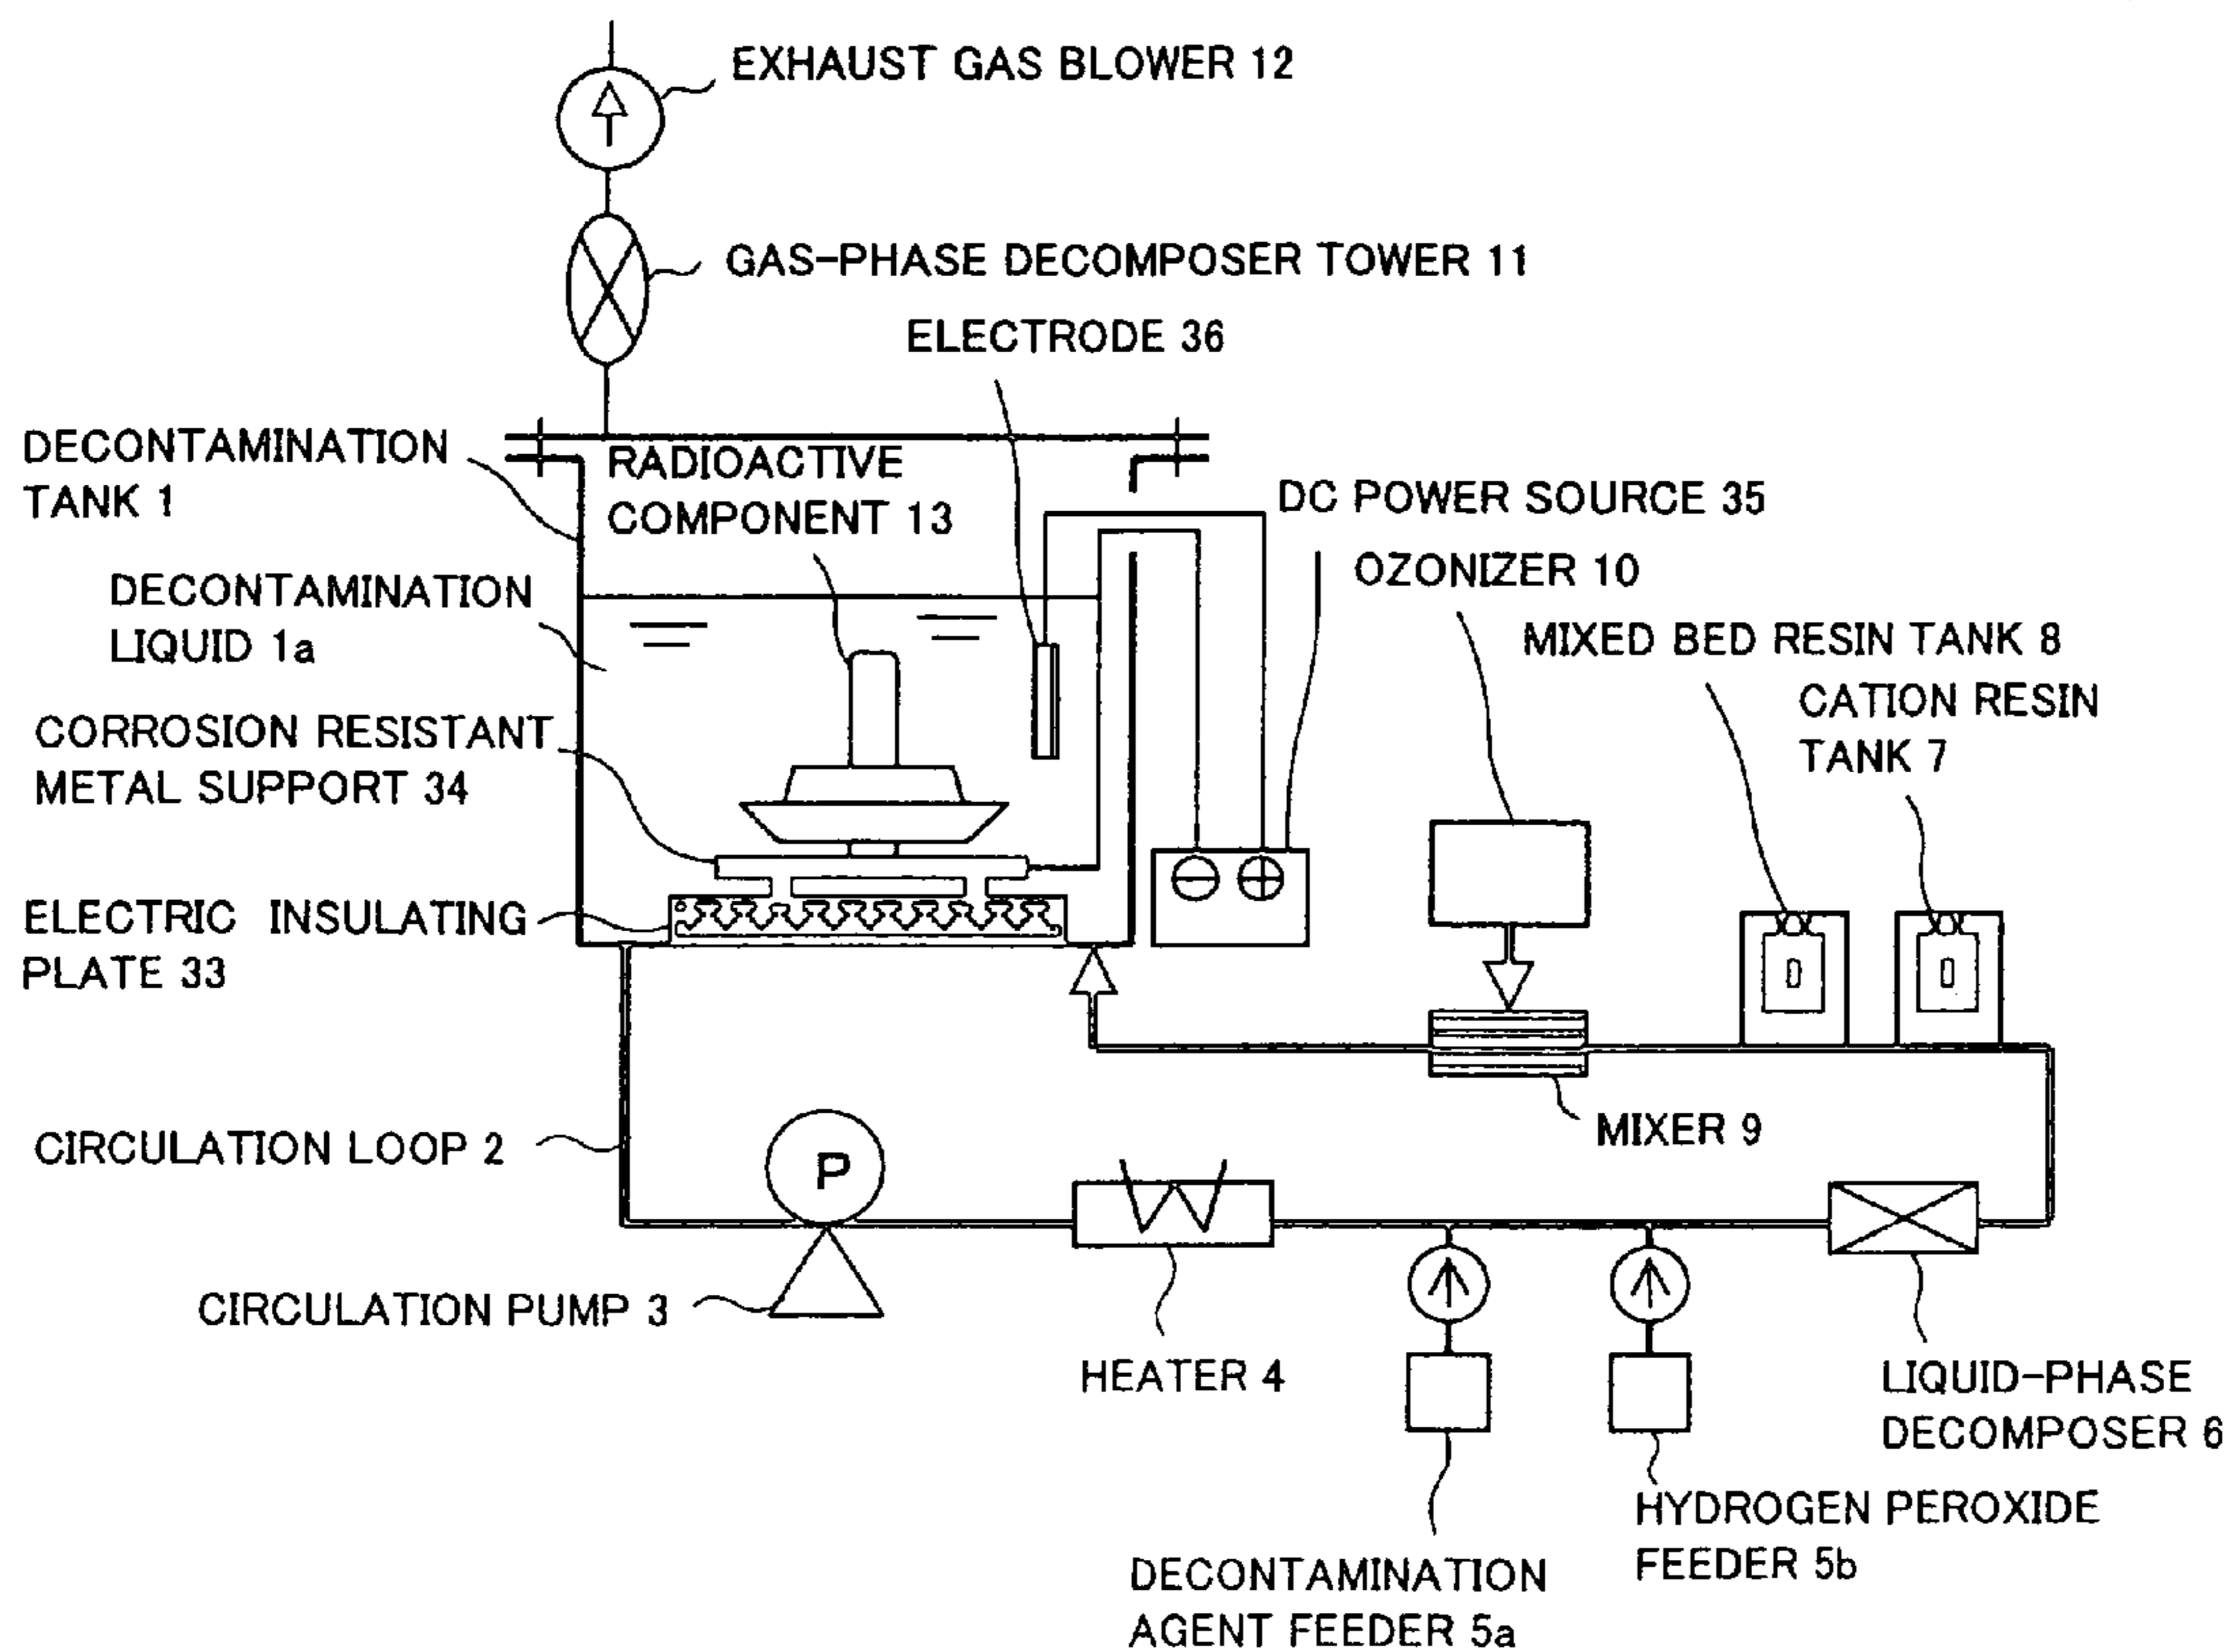 EXHAUST GAS BLOWER 12
GAS-PHASE DECOMPOSER TOWER 11
ELECTRODE 36
DECONTAMINATION
TANK 1
RADIOACTIVE
COMPONENT 13
DC POWER SOURCE 35
OZONIZER 10
DECONTAMINATION
LIQUID 1a
MIXED BED RESIN TANK 8
CATION RESIN
TANK 7
CORROSION RESISTANT
METAL SUPPORT 34
ELECTRIC INSULATING
PLATE 33
MIXER 9
CIRCULATION LOOP 2
P
CIRCULATION PUMP 3
HEATER 4
LIQUID-PHASE
DECOMPOSER 6
HYDROGEN PEROXIDE
FEEDER 5b
DECONTAMINATION
AGENT FEEDER 5a